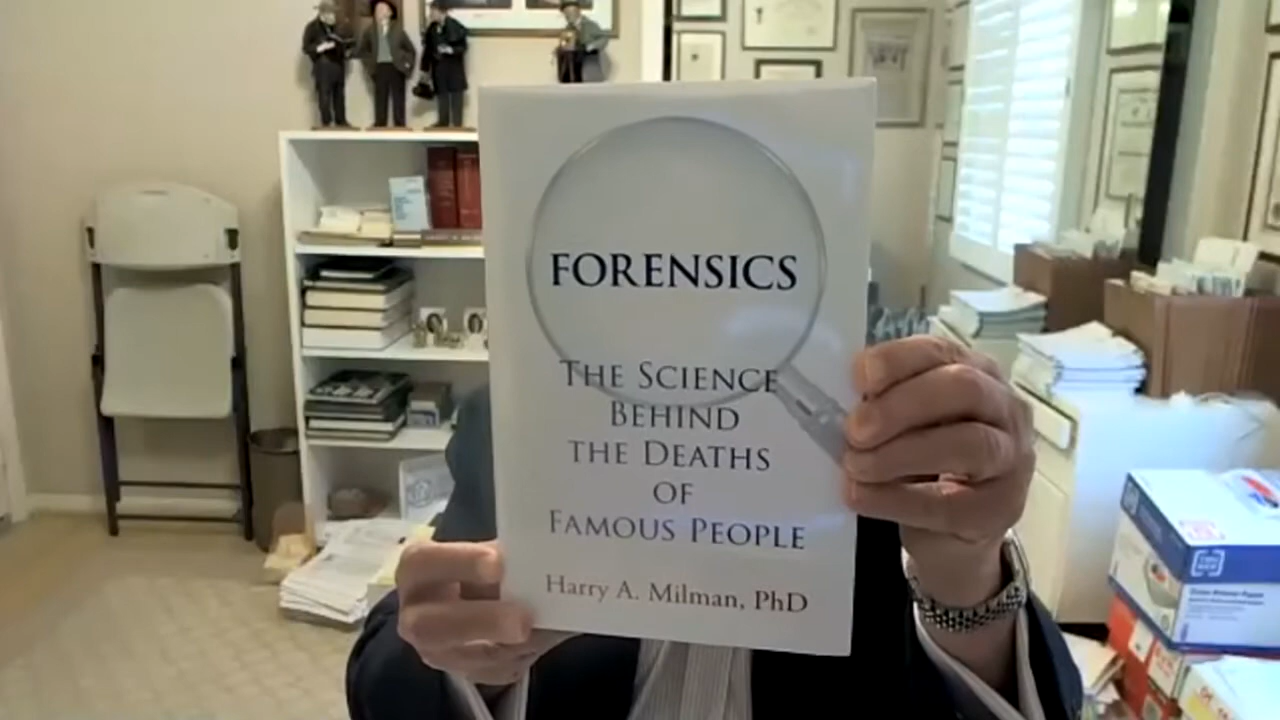 FORENSICS
THE SCIENCE
BEHIND
THE DEATHS
OF
FAMOUS PEOPLE
Harry A. Milman, PhD